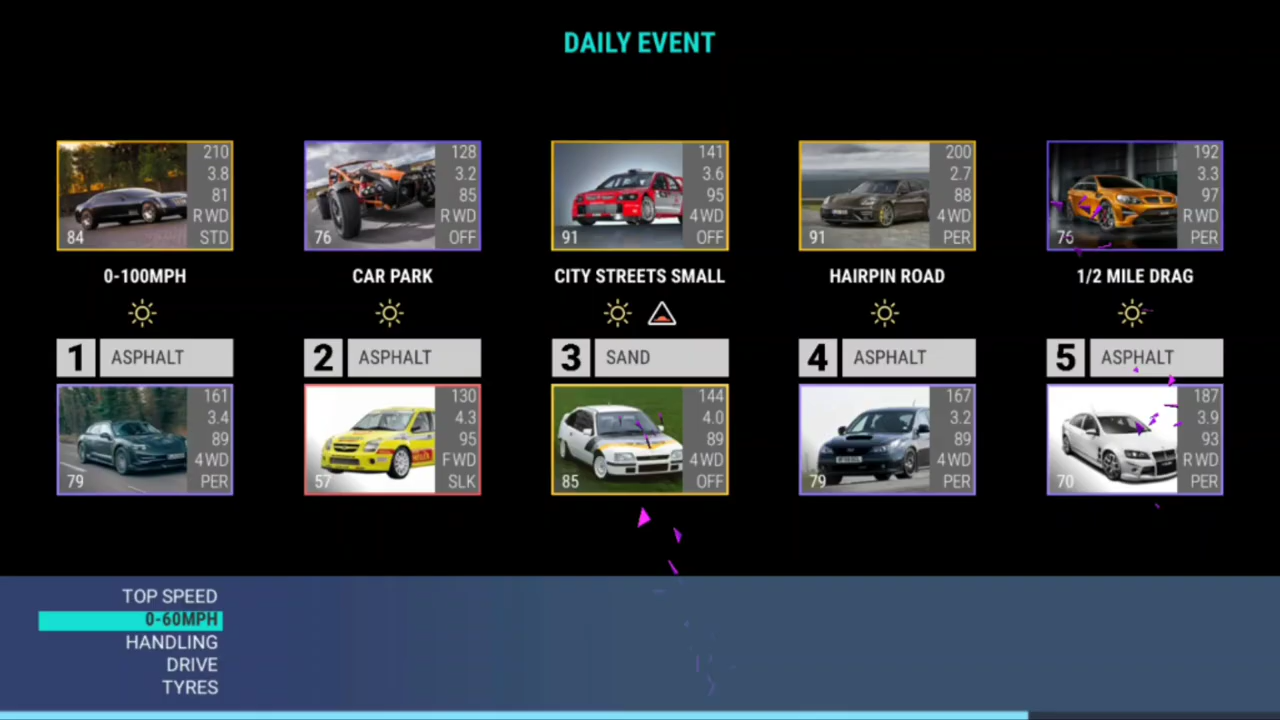 DAILY EVENT
210
3.8
81
RWD
84 STD
128
3.2
85
RWD
76 OFF
141
3.6
95
4WD
91 OFF
200
2.7
88
4WD
91 PER
192
3.3
97
RWD
75 PER
0-100MPH
CAR PARK
CITY STREETS SMALL
HAIRPIN ROAD
1/2 MILE DRAG
1 ASPHALT
2 ASPHALT
3 SAND
4 ASPHALT
5 ASPHALT
161
3.4
89
4WD
79 PER
130
4.3
95
FWD
57 SLK
144
4.0
89
4WD
85 OFF
167
3.2
89
4WD
79 PER
187
3.9
93
RWD
70 PER
TOP SPEED
0-60MPH
HANDLING
DRIVE
TYRES